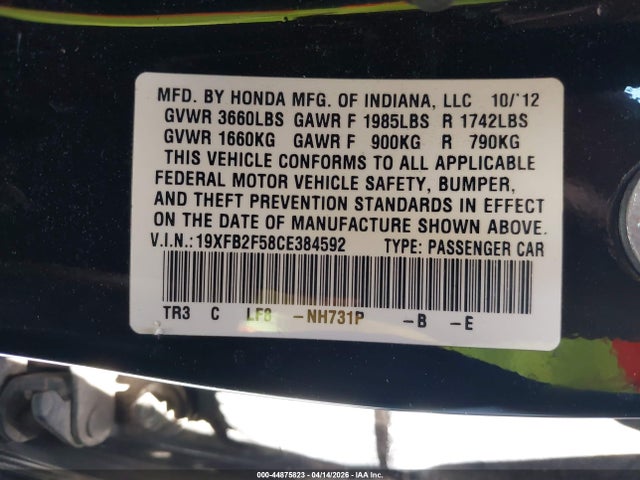 MFD. BY HONDA MFG. OF INDIANA, LLC 10/'12
GVWR 3660LBS GAWR F 1985LBS R 1742LBS
GVWR 1660KG GAWR F 900KG R 790KG
THIS VEHICLE CONFORMS TO ALL APPLICABLE
FEDERAL MOTOR VEHICLE SAFETY, BUMPER,
AND THEFT PREVENTION STANDARDS IN EFFECT
ON THE DATE OF MANUFACTURE SHOWN ABOVE.
V.I.N.: 19XFB2F58CE384592 TYPE: PASSENGER CAR
TR3 C LF8 -NH731P -B -E
000-44875823 - 04/14/2026 - IAAI Inc.